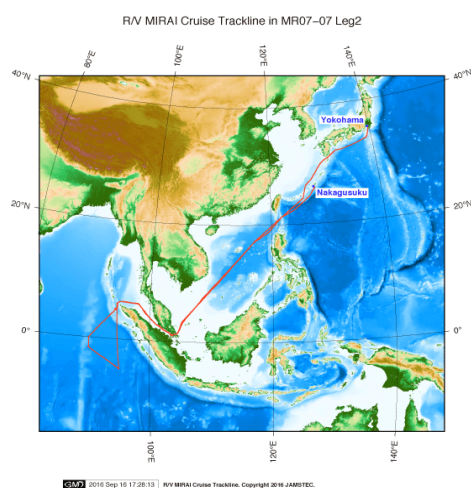 R/V MIRAI Cruise Trackline in MR07−07 Leg2
80°E
100°E
120°E
140°E
40°N
40°N
Yokohama
Nakagusuku
20°N
20°N
0°
0°
100°E
120°E
140°E
GMD 2016 Sep 16 17:28:13 R/V MIRAI Cruise Trackline. Copyright 2016 JAMSTEC.